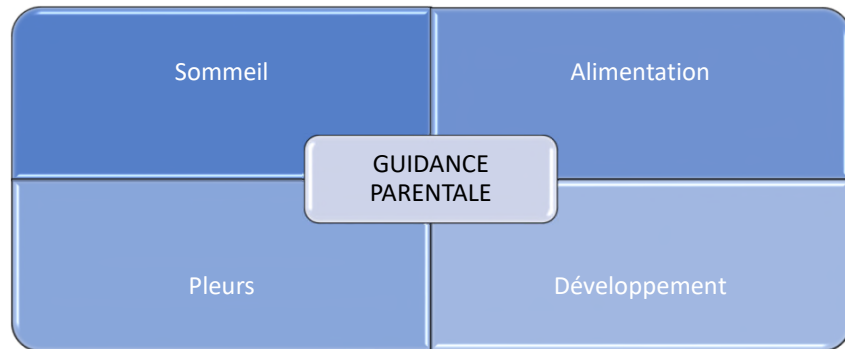 Sommeil
Alimentation
GUIDANCE
PARENTALE
Pleurs
Développement